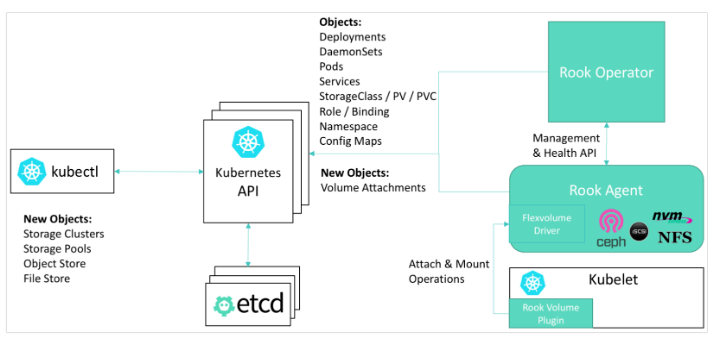 Objects:
Deployments
DaemonSets
Pods
Services
StorageClass / PV / PVC
Role / Binding
Namespace
Config Maps
New Objects:
Volume Attachments
Rook Operator
Management
& Health API
kubectl
Kubernetes
API
New Objects:
Storage Clusters
Storage Pools
Object Store
File Store
etcd
Rook Agent
Flexvolume
Driver
ceph
iSCSI
nvm
NFS
Attach & Mount
Operations
Kubelet
Rook Volume
Plugin